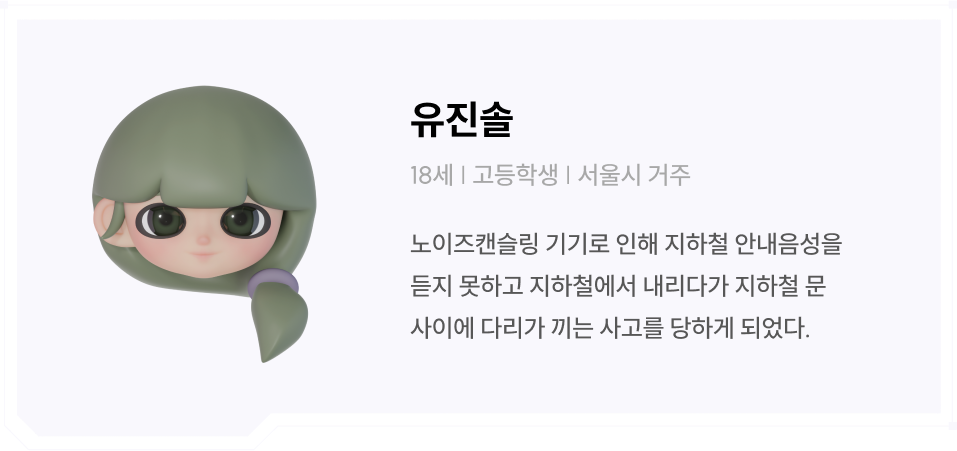 유진솔
18세 | 고등학생 | 서울시 거주
노이즈캔슬링 기기로 인해 지하철 안내음성을
듣지 못하고 지하철에서 내리다가 지하철 문
사이에 다리가 끼는 사고를 당하게 되었다.